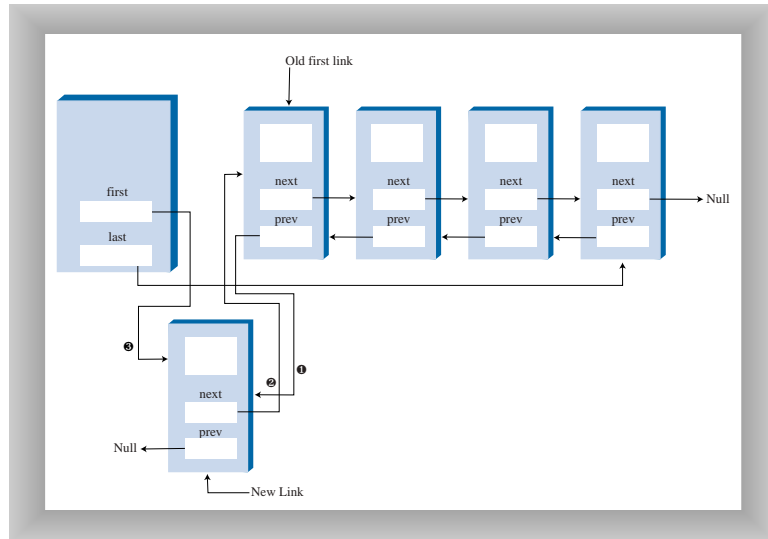 Old first link
next
next
next
next
first
Null
prev
prev
prev
prev
last
❸
❷
❶
next
prev
Null
New Link